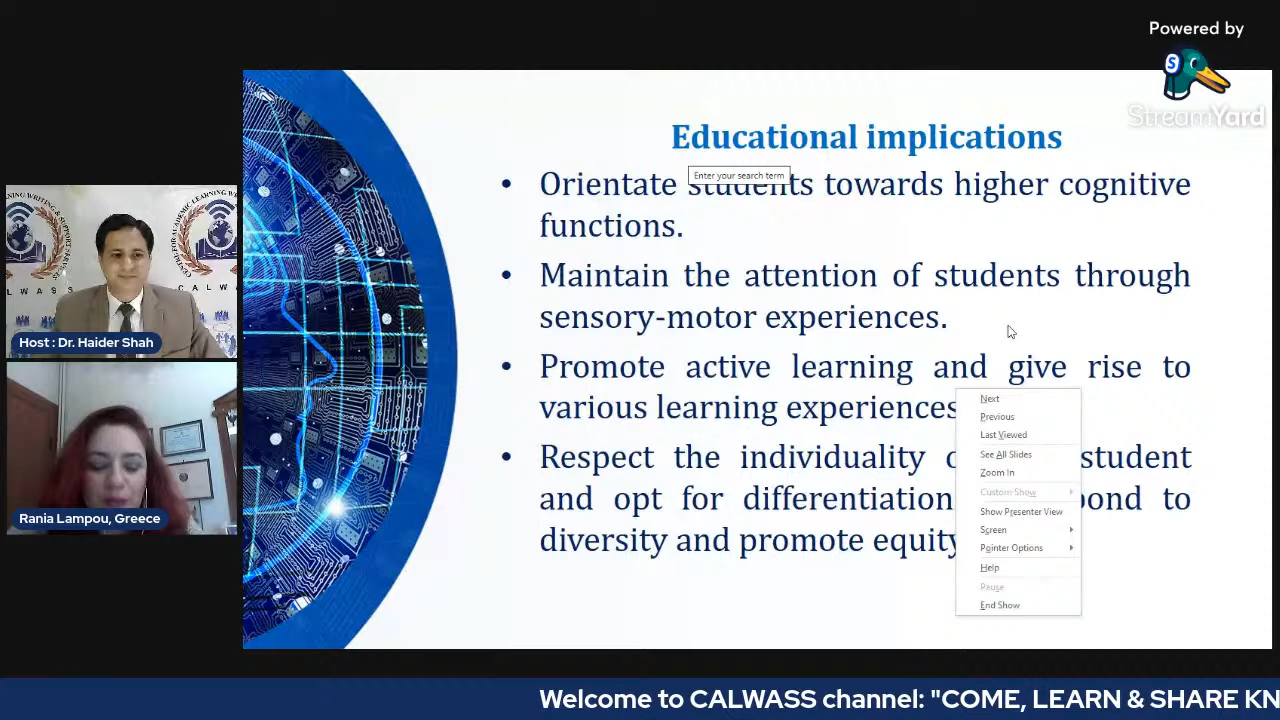 Powered by
StreamYard
Educational implications
Enter your search term
• Orientate students towards higher cognitive
functions.
• Maintain the attention of students through
sensory-motor experiences.
• Promote active learning and give rise to
various learning experiences
• Respect the individuality student
and opt for differentiation to
diversity and promote equity
Next
Previous
Last Viewed
See All Slides
Zoom In
Custom Show
Show Presenter View
Screen
Pointer Options
Help
Pause
End Show
CALWASS
Host : Dr. Haider Shah
Rania Lampou, Greece
Welcome to CALWASS channel: "COME, LEARN & SHARE KN